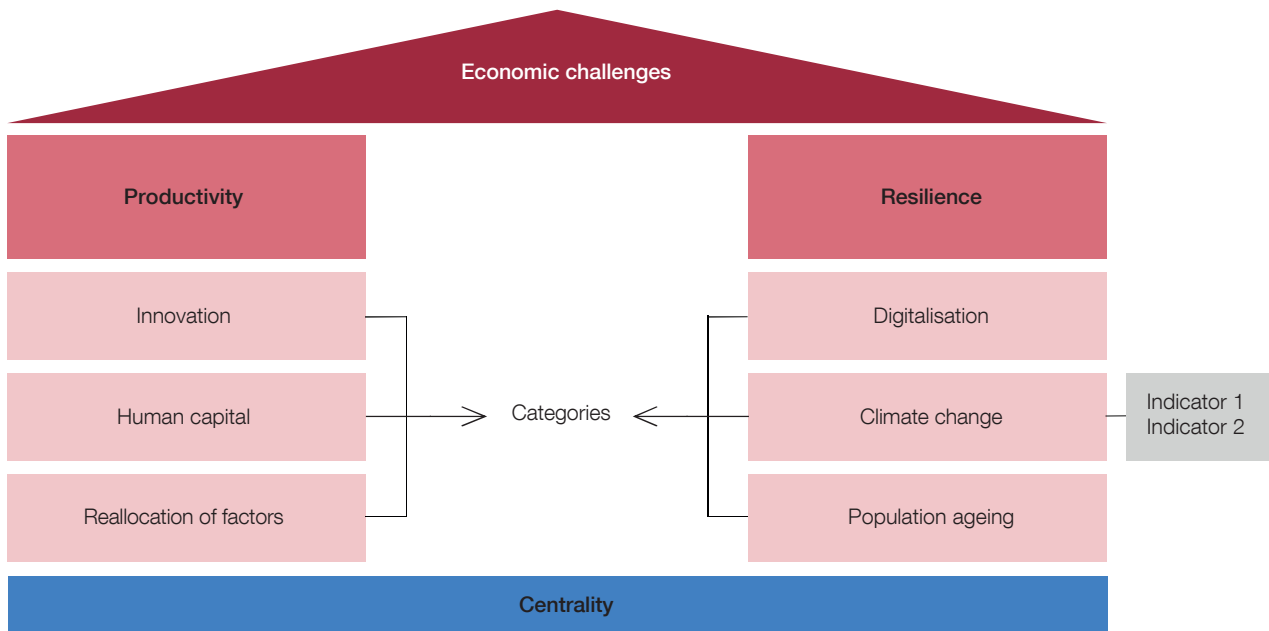 Economic challenges
Productivity
Resilience
Innovation
Digitalisation
Human capital
Categories
Climate change
Indicator 1
Indicator 2
Reallocation of factors
Population ageing
Centrality